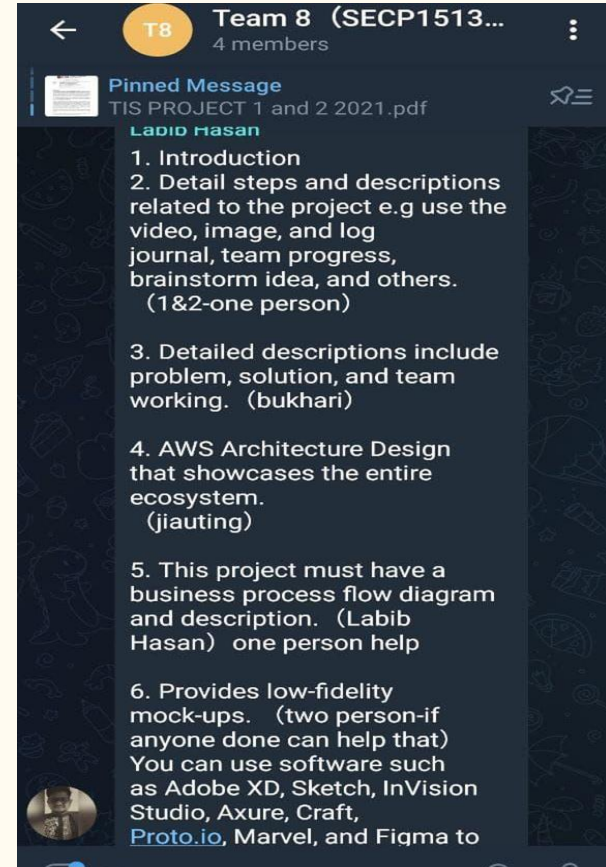 T8
Team 8（SECP1513...
4 members
Pinned Message
TIS PROJECT 1 and 2 2021.pdf
Labib Hasan
1. Introduction
2. Detail steps and descriptions
related to the project e.g use the
video, image, and log
journal, team progress,
brainstorm idea, and others.
（1&2-one person)
3. Detailed descriptions include
problem, solution, and team
working.（bukhari）
4. AWS Architecture Design
that showcases the entire
ecosystem.
（jiauting)
5. This project must have a
business process flow diagram
and description.（Labib
Hasan）one person help
6. Provides low-fidelity
mock-ups.（two person-if
anyone done can help that)
You can use software such
as Adobe XD, Sketch, InVision
Studio, Axure, Craft,
Proto.io, Marvel, and Figma to